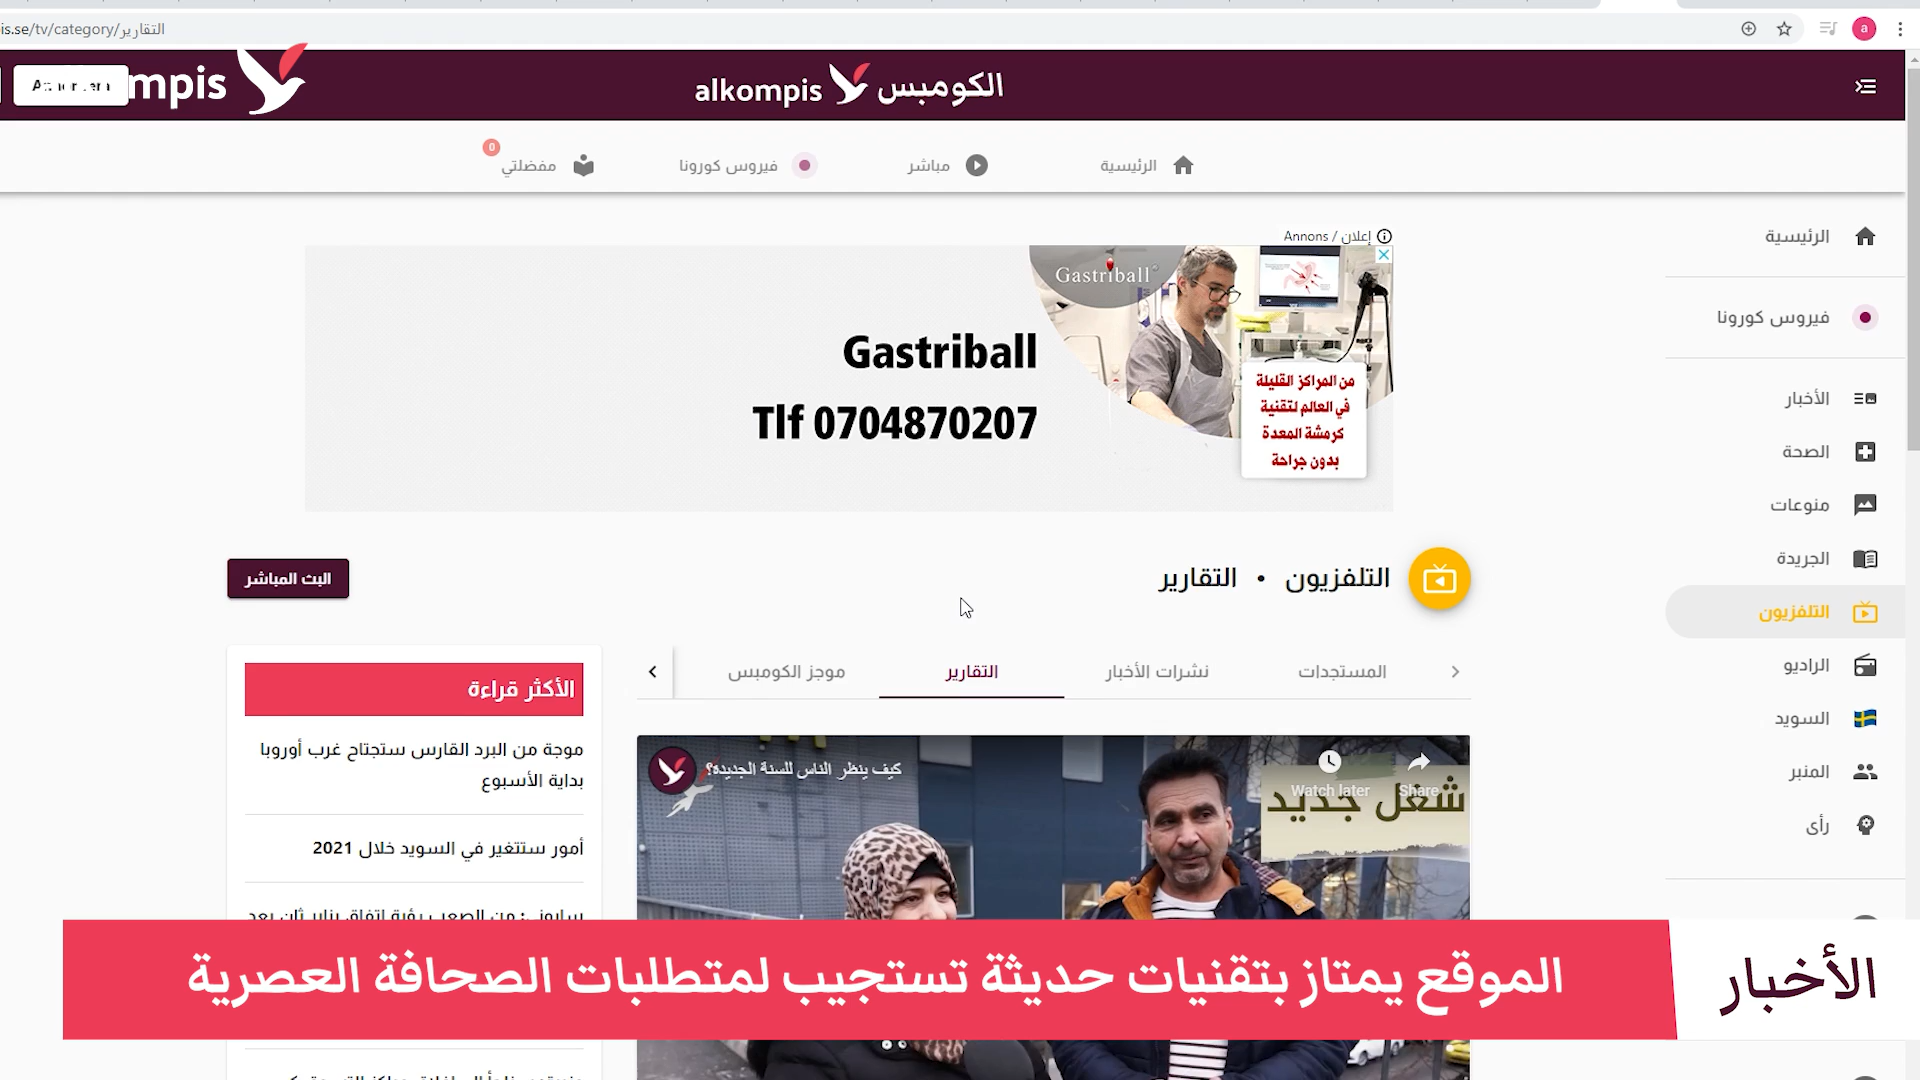 is.se/tv/category/التقارير
a
mpis
alkompis الكومبس
الرئيسية
مباشر
فيروس كورونا
مفضلتي
0
إعلان / Annons
Gastriball
Gastriball
Tlf 0704870207
من المراكز القليلة
في العالم لتقنية
كرمشة المعدة
بدون جراحة
الرئيسية
فيروس كورونا
الأخبار
الصحة
منوعات
الجريدة
التلفزيون
الراديو
السويد
المنبر
رأى
التلفزيون • التقارير
البث المباشر
المستجدات
نشرات الأخبار
التقارير
موجز الكومبس
كيف ينظر الناس للسنة الجديدة؟
Watch later
Share
شغل جديد
الأكثر قراءة
موجة من البرد القارس ستجتاح غرب أوروبا
بداية الأسبوع
أمور ستتغير في السويد خلال 2021
الأخبار
الموقع يمتاز بتقنيات حديثة تستجيب لمتطلبات الصحافة العصرية